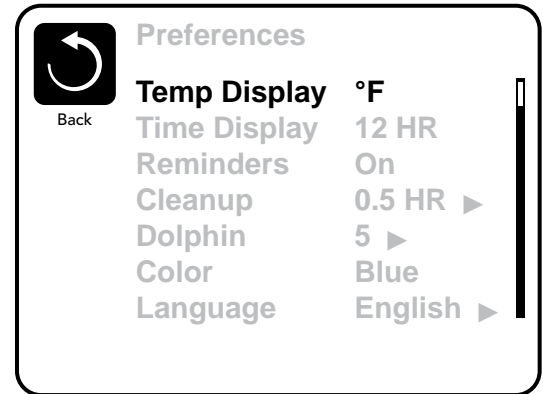 Preferences
Temp Display °F
Back
Time Display 12 HR
Reminders On
Cleanup 0.5 HR ▶
Dolphin 5 ▶
Color Blue
Language English ▶